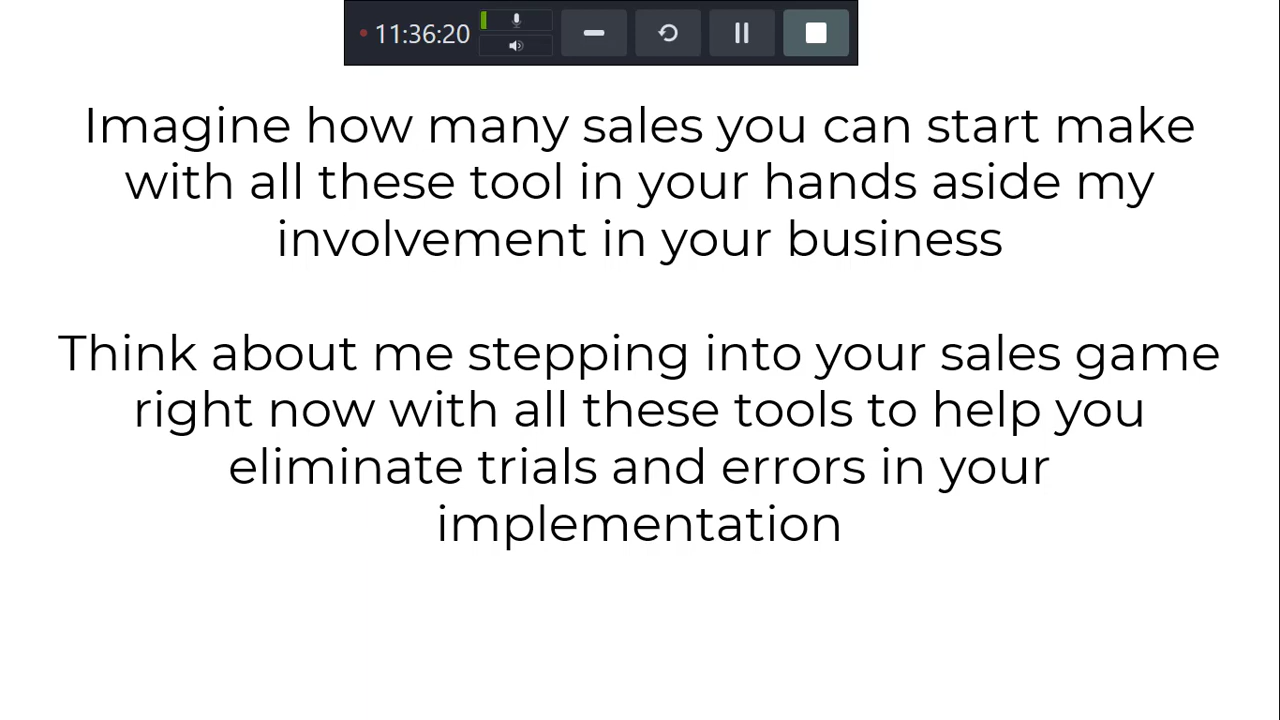 11:36:20
Imagine how many sales you can start make
with all these tool in your hands aside my
involvement in your business
Think about me stepping into your sales game
right now with all these tools to help you
eliminate trials and errors in your
implementation